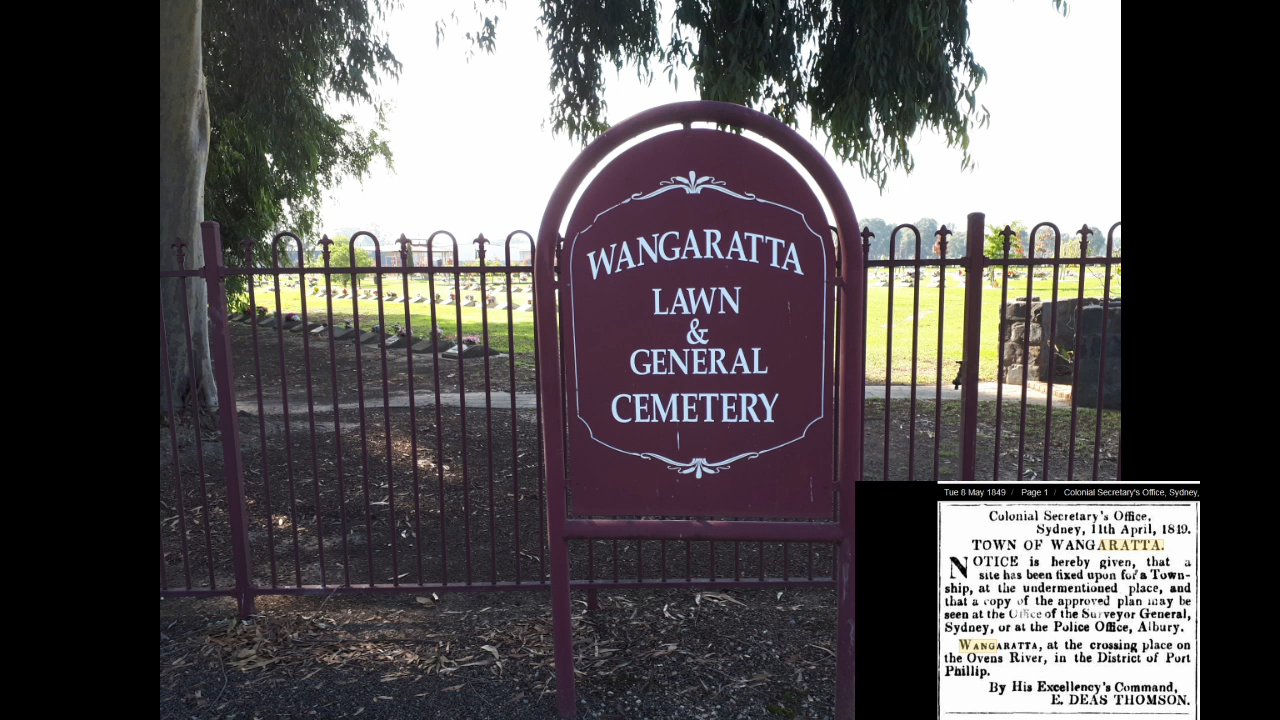 WANGARATTA
LAWN
&
GENERAL
CEMETERY
Tue 8 May 1849 / Page 1 / Colonial Secretary's Office, Sydney,
Colonial Secretary's Office,
Sydney, 11th April, 1849.
TOWN OF WANGARATTA.
NOTICE is hereby given, that a
site has been fixed upon for a Town-
ship, at the undermentioned place, and
that a copy of the approved plan may be
seen at the Office of the Surveyor General,
Sydney, or at the Police Office, Albury.
WANGARATTA, at the crossing place on
the Ovens River, in the District of Port
Phillip.
By His Excellency's Command,
E. DEAS THOMSON.